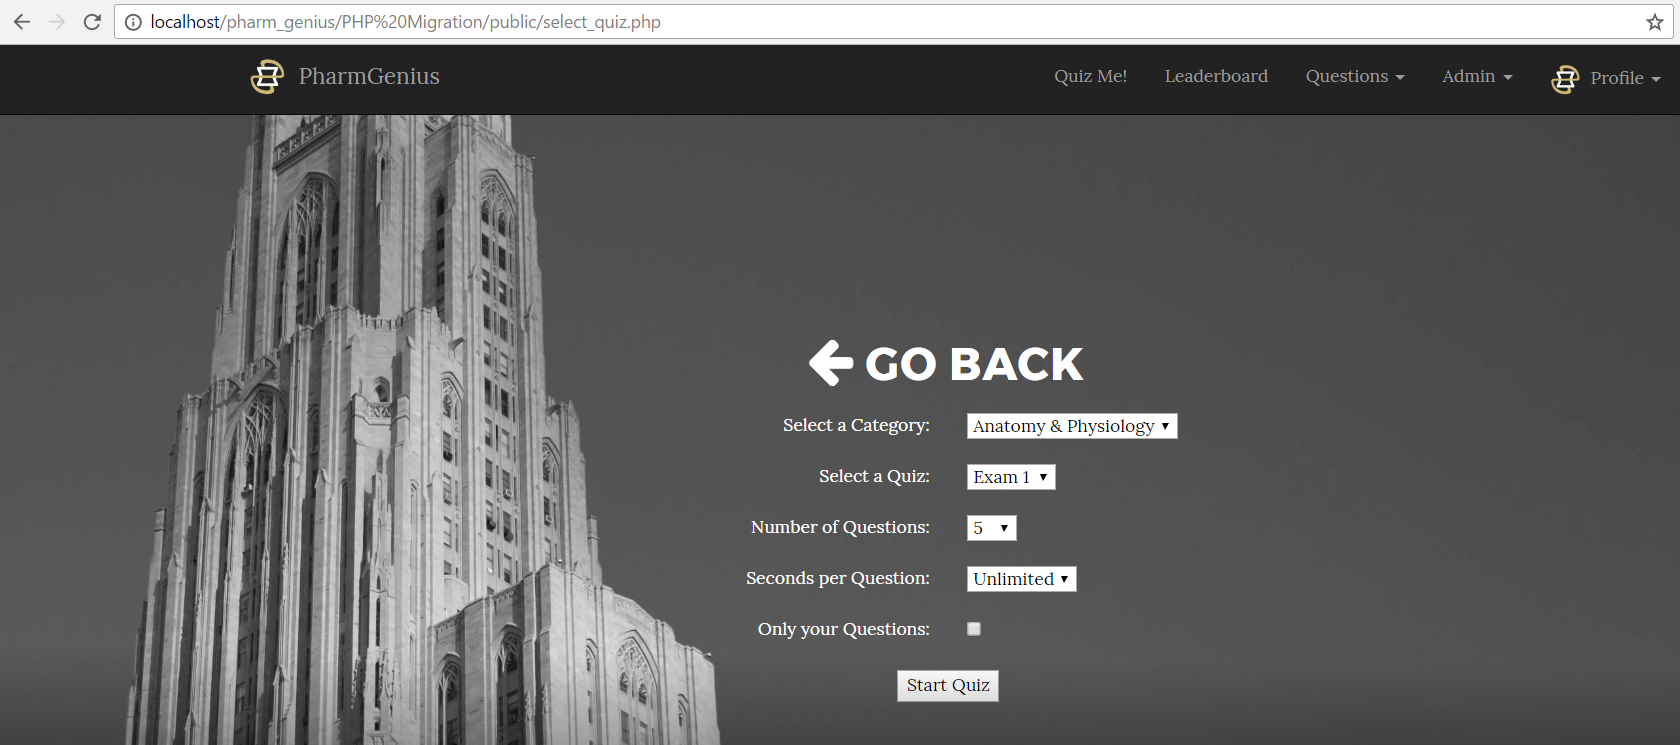 localhost/pharm_genius/PHP%20Migration/public/select_quiz.php
PharmGenius Quiz Me! Leaderboard Questions Admin Profile
GO BACK
Select a Category: Anatomy & Physiology
Select a Quiz: Exam 1
Number of Questions: 5
Seconds per Question: Unlimited
Only your Questions:
Start Quiz